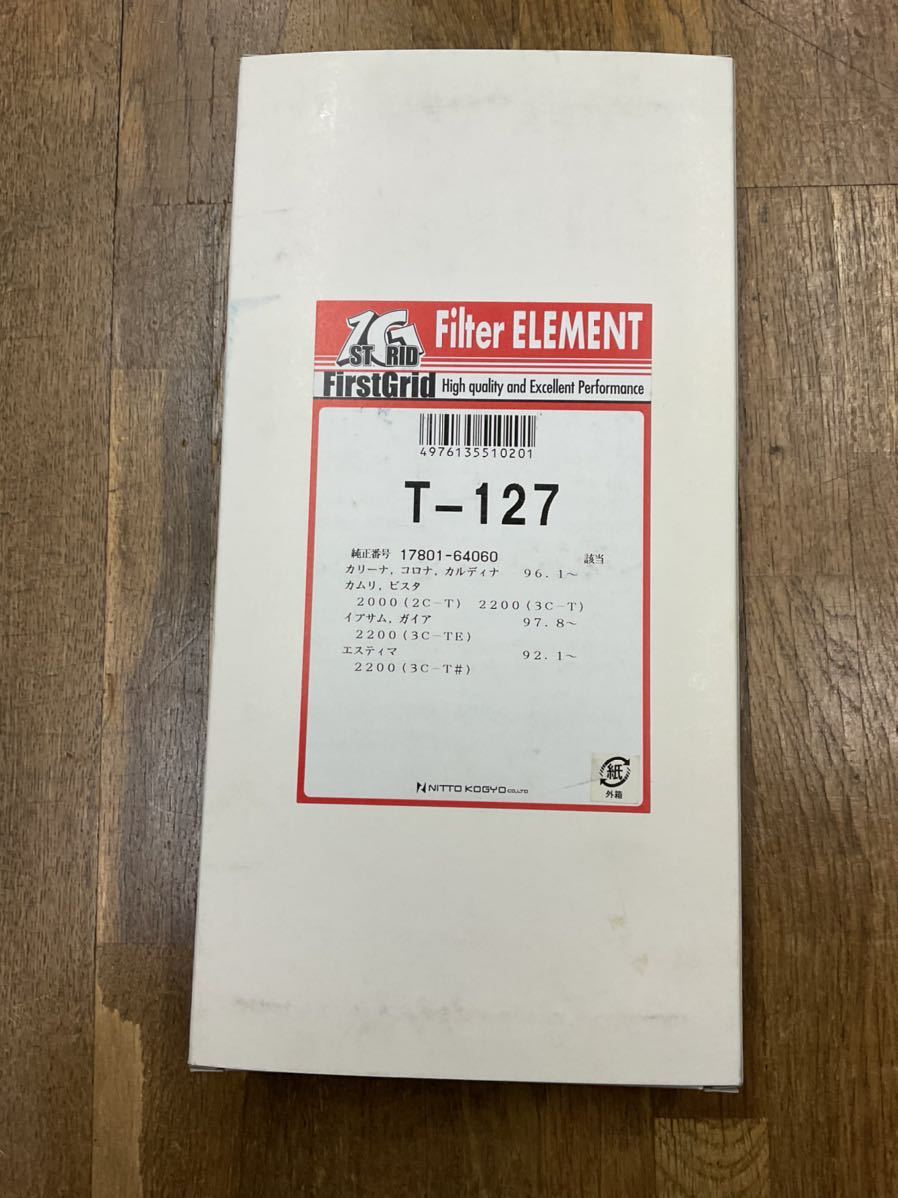 1G
ST RID
Filter ELEMENT
FirstGrid High quality and Excellent Performance
4976135510201
T-127
純正番号 17801-64060 該当
カリーナ, コロナ, カルディナ 96.1~
カムリ, ビスタ
2000(2C-T) 2200(3C-T)
イプサム, ガイア 97.8~
2200(3C-TE)
エスティマ 92.1~
2200(3C-T#)
NITTO KOGYO CO.,LTD
紙
外箱